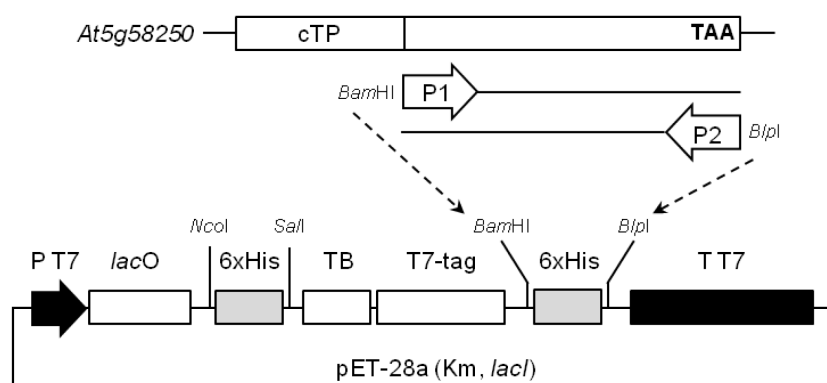 At5g58250 cTP TAA
BamHI P1
P2 BlpI
NcoI SalI BamHI BlpI
P T7 lacO 6xHis TB T7-tag 6xHis T T7
pET-28a (Km, lacI)